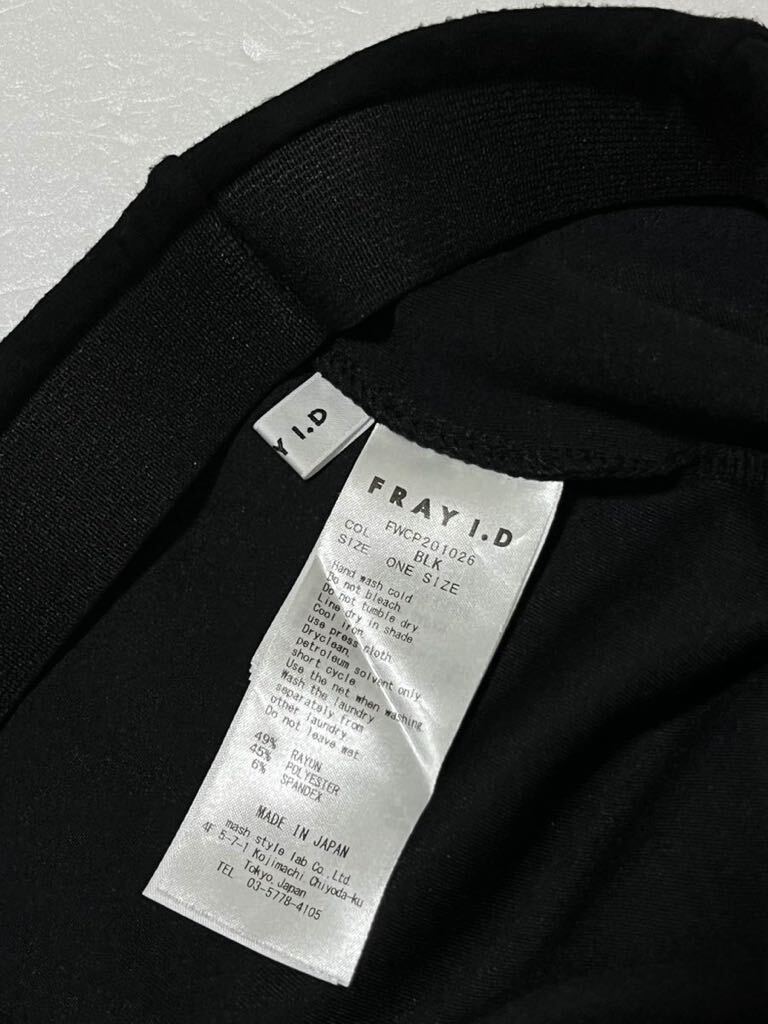 Y I.D
FRAY I.D
FWCP201026
COL BLK
SIZE ONE SIZE
Hand wash cold
Do not bleach
Do not tumble dry
Line dry in shade
Cool iron,
use press cloth
Dryclean,
petroleum solvent only
short cycle
Use the net when washing
Wash the laundry
separately from
other laundry.
Do not leave wet
49% RAYON
45% POLYESTER
6% SPANDEX
MADE IN JAPAN
mash style lab Co.,Ltd.
4F 5-7-1 Kojimachi Chiyoda-ku
Tokyo Japan
TEL 03-5778-4105